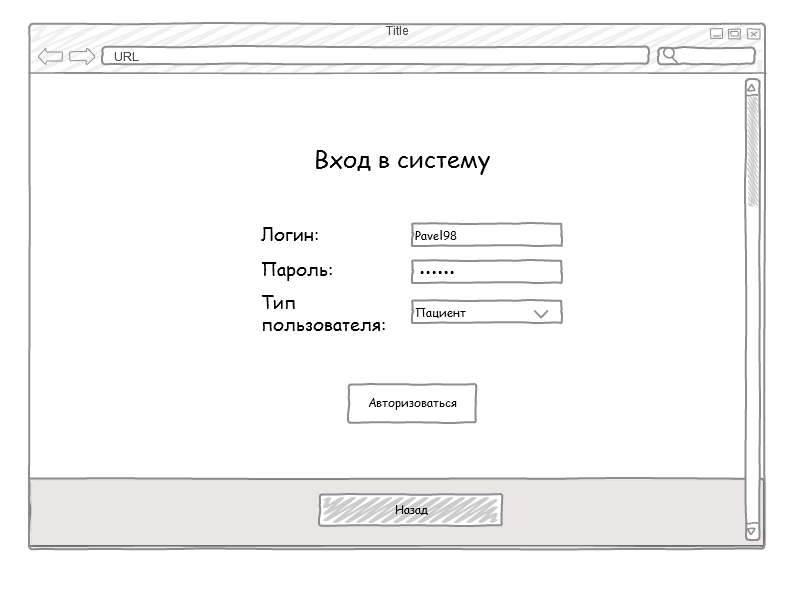 Title
URL
Вход в систему
Логин:
Pavel98
Пароль:
••••••
Тип
пользователя:
Пациент
Авторизоваться
Назад